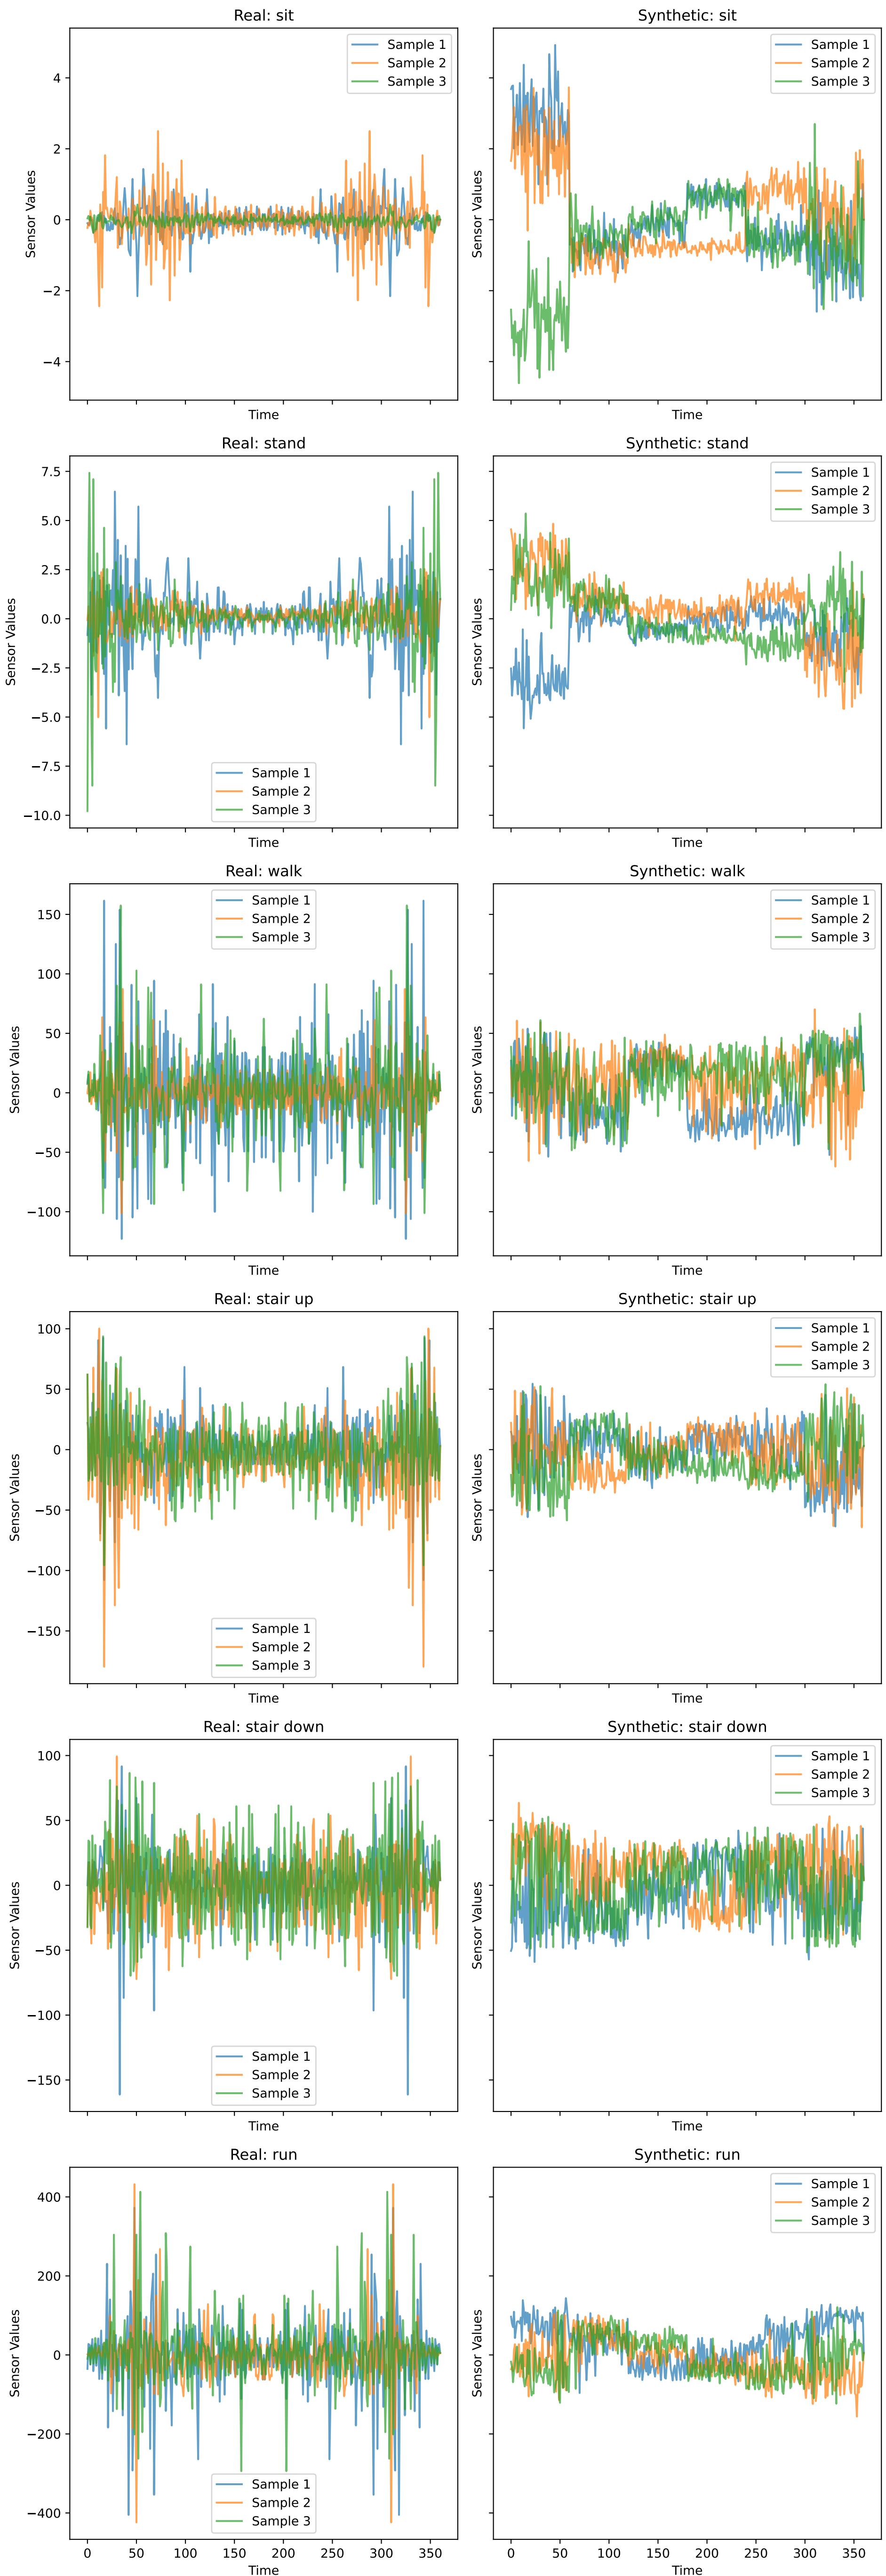 Real: sit
Synthetic: sit
Sample 1
Sample 2
Sample 3
Sample 1
Sample 2
Sample 3
4
2
0
−2
−4
Sensor Values
Time
Time
Real: stand
Synthetic: stand
7.5
5.0
2.5
0.0
−2.5
−5.0
−7.5
−10.0
Sensor Values
Sensor Values
Sample 1
Sample 2
Sample 3
Sample 1
Sample 2
Sample 3
Time
Time
Real: walk
Synthetic: walk
150
100
50
0
−50
−100
Sensor Values
Sensor Values
Sample 1
Sample 2
Sample 3
Sample 1
Sample 2
Sample 3
Time
Time
Real: stair up
Synthetic: stair up
100
50
0
−50
−100
−150
Sensor Values
Sensor Values
Sample 1
Sample 2
Sample 3
Sample 1
Sample 2
Sample 3
Time
Time
Real: stair down
Synthetic: stair down
100
50
0
−50
−100
−150
Sensor Values
Sensor Values
Sample 1
Sample 2
Sample 3
Sample 1
Sample 2
Sample 3
Time
Time
Real: run
Synthetic: run
400
200
0
−200
−400
Sensor Values
Sensor Values
Sample 1
Sample 2
Sample 3
Sample 1
Sample 2
Sample 3
0 50 100 150 200 250 300 350
0 50 100 150 200 250 300 350
Time
Time
Sensor Values